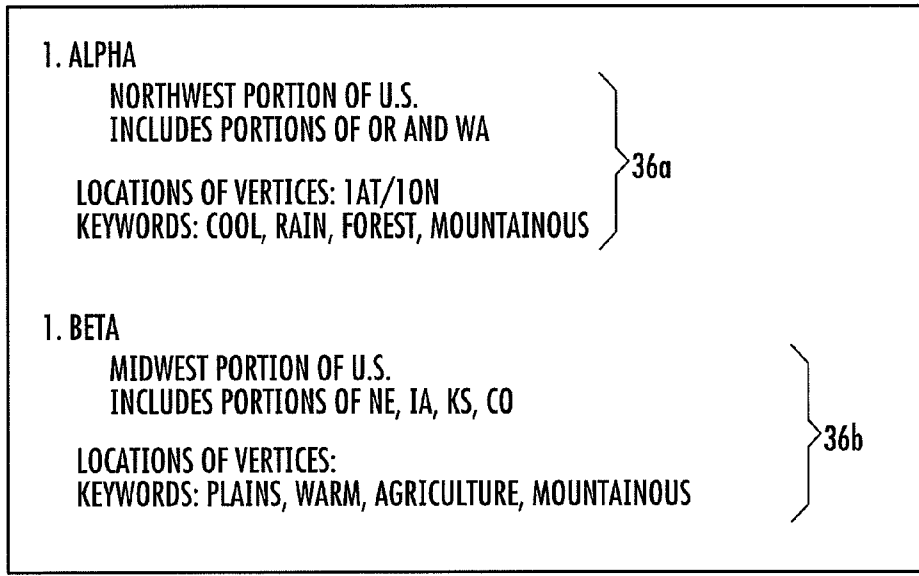 1. ALPHA
NORTHWEST PORTION OF U.S.
INCLUDES PORTIONS OF OR AND WA
36a
LOCATIONS OF VERTICES: 1AT/10N
KEYWORDS: COOL, RAIN, FOREST, MOUNTAINOUS
1. BETA
MIDWEST PORTION OF U.S.
INCLUDES PORTIONS OF NE, IA, KS, CO
36b
LOCATIONS OF VERTICES:
KEYWORDS: PLAINS, WARM, AGRICULTURE, MOUNTAINOUS